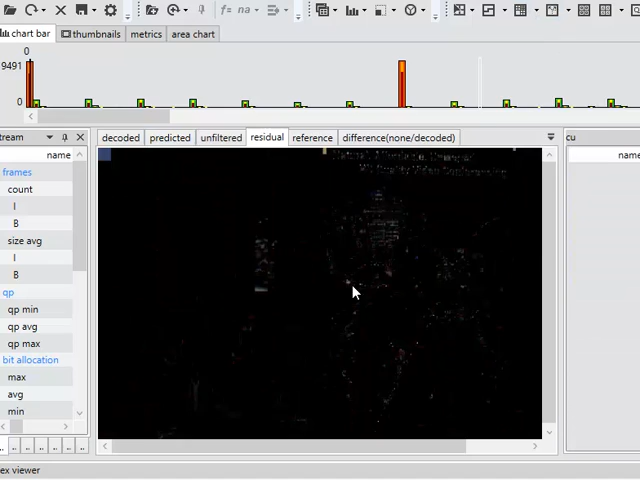 f= na
chart bar thumbnails metrics area chart
0
9491
0
tream
decoded predicted unfiltered residual reference difference(none/decoded)
cu
name
name
frames
count
I
B
size avg
I
B
qp
qp min
qp avg
qp max
bit allocation
max
avg
min
ex viewer